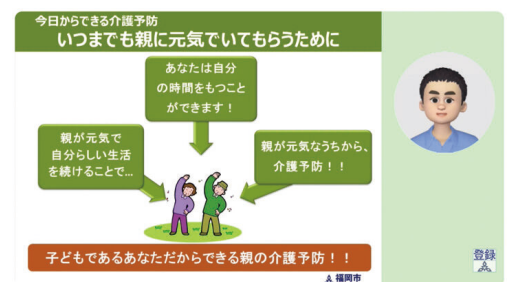 今日からできる介護予防
いつまでも親に元気でいてもらうために
あなたは自分
の時間をもつこと
ができます！
親が元気で
自分らしい生活
を続けることで…
親が元気なうちから、
介護予防！！
子どもであるあなただからできる親の介護予防！！
福岡市
登録